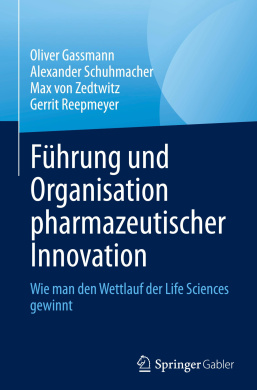 Oliver Gassmann
Alexander Schuhmacher
Max von Zedtwitz
Gerrit Reepmeyer
Führung und
Organisation
pharmazeutischer
Innovation
Wie man den Wettlauf der Life Sciences
gewinnt
Springer Gabler